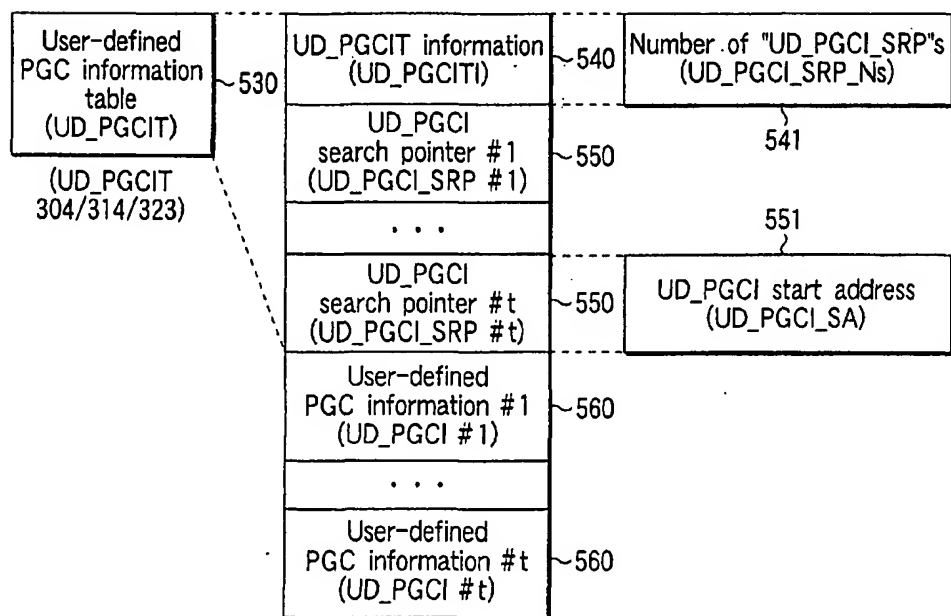 User-defined
PGC information
table
(UD_PGCIT)
530
(UD_PGCIT
304/314/323)
UD_PGCIT information
(UD_PGCITI)
540
UD_PGCI
search pointer #1
(UD_PGCI_SRP #1)
550
. . .
UD_PGCI
search pointer #t
(UD_PGCI_SRP #t)
550
User-defined
PGC information #1
(UD_PGCI #1)
560
. . .
User-defined
PGC information #t
(UD_PGCI #t)
560
Number of "UD_PGCI_SRP"s
(UD_PGCI_SRP_Ns)
541
551
UD_PGCI start address
(UD_PGCI_SA)